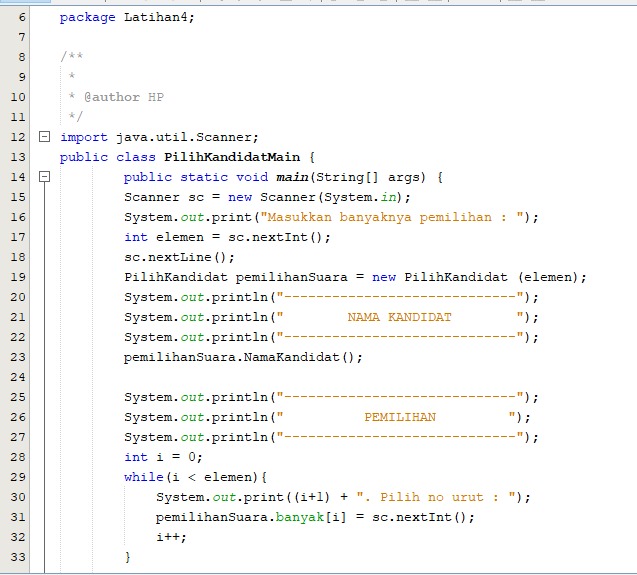 6 package Latihan4;
7
8 /**
9 *
10 * @author HP
11 */
12 import java.util.Scanner;
13 public class PilihKandidatMain {
14 public static void main(String[] args) {
15 Scanner sc = new Scanner(System.in);
16 System.out.print("Masukkan banyaknya pemilihan : ");
17 int elemen = sc.nextInt();
18 sc.nextLine();
19 PilihKandidat pemilihanSuara = new PilihKandidat (elemen);
20 System.out.println("-----------------------------");
21 System.out.println("        NAMA KANDIDAT        ");
22 System.out.println("-----------------------------");
23 pemilihanSuara.NamaKandidat();
24
25 System.out.println("-----------------------------");
26 System.out.println("          PEMILIHAN         ");
27 System.out.println("-----------------------------");
28 int i = 0;
29 while(i < elemen){
30 System.out.print((i+1) + ". Pilih no urut : ");
31 pemilihanSuara.banyak[i] = sc.nextInt();
32 i++;
33 }